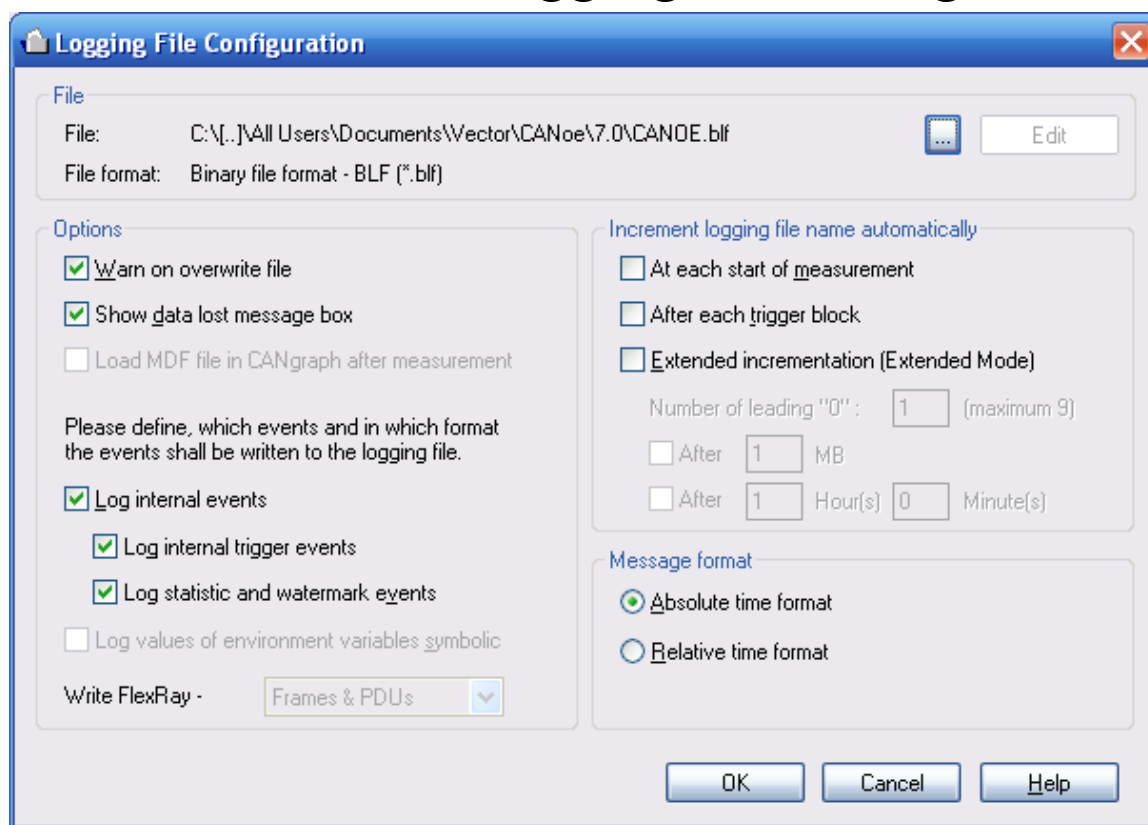 Logging File Configuration
File
File: C:\[..]\All Users\Documents\Vector\CANoe\7.0\CANOE.blf ... Edit
File format: Binary file format - BLF (*.blf)
Options
Warn on overwrite file
Show data lost message box
Load MDF file in CANgraph after measurement
Please define, which events and in which format
the events shall be written to the logging file.
Log internal events
Log internal trigger events
Log statistic and watermark events
Log values of environment variables symbolic
Write FlexRay - Frames & PDUs
Increment logging file name automatically
At each start of measurement
After each trigger block
Extended incrementation (Extended Mode)
Number of leading "0" : 1 (maximum 9)
After 1 MB
After 1 Hour(s) 0 Minute(s)
Message format
Absolute time format
Relative time format
OK Cancel Help